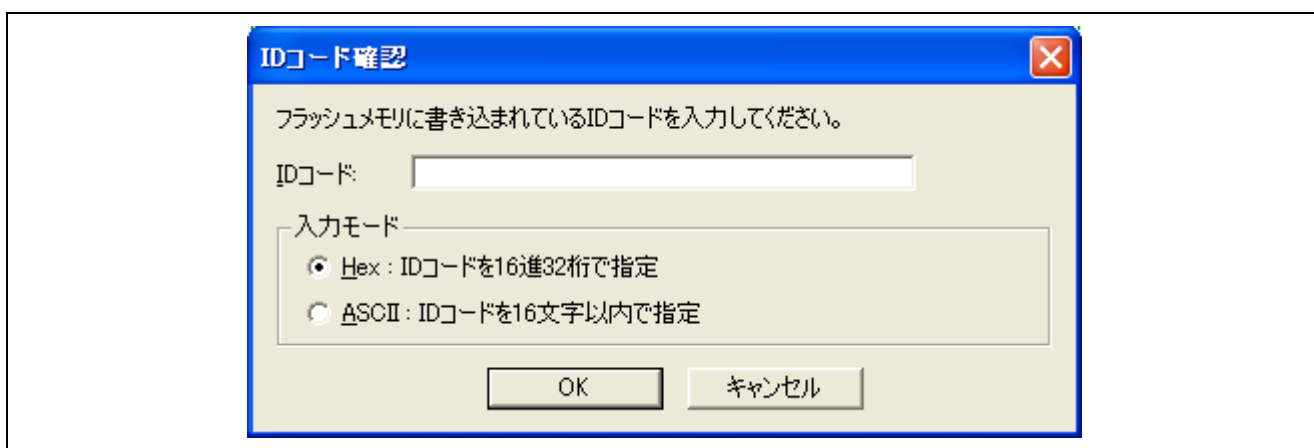 IDコード確認
フラッシュメモリに書き込まれているIDコードを入力してください。
IDコード:
入力モード
Hex : IDコードを16進32桁で指定
ASCII : IDコードを16文字以内で指定
OK キャンセル